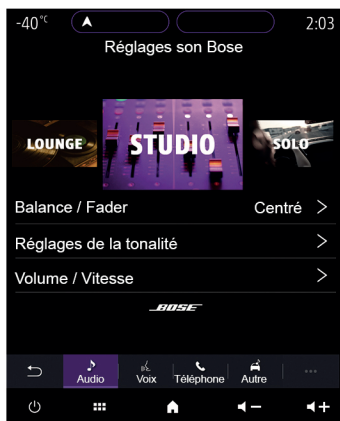 -40°C 2:03
Réglages son Bose
LOUNGE STUDIO SOLO
Balance / Fader Centré >
Réglages de la tonalité >
Volume / Vitesse >
BOSE
Audio Voix Téléphone Autre ...